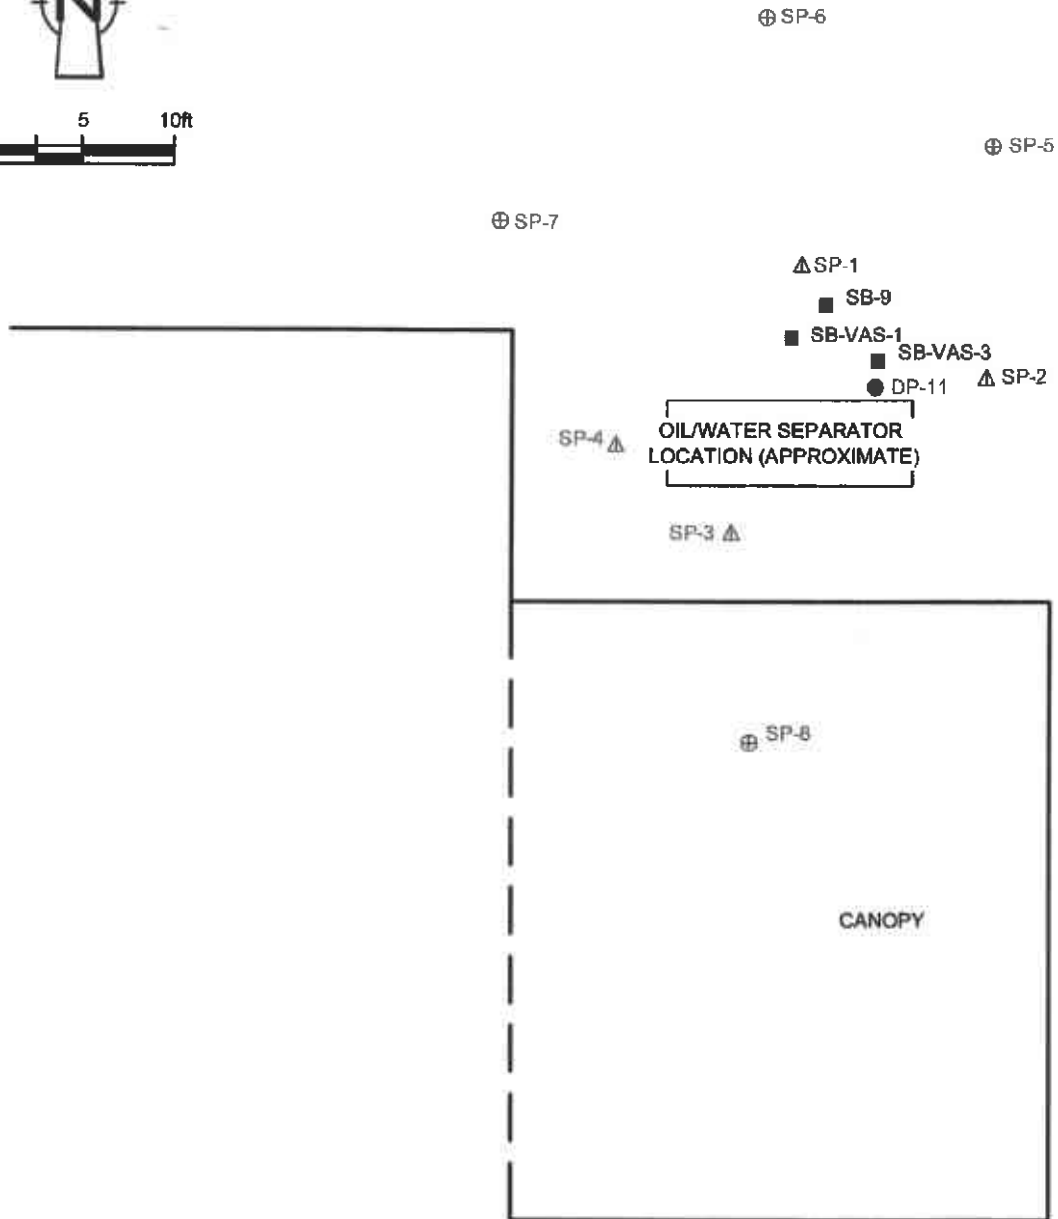 N
SP-6
5 10ft
SP-5
SP-7
SP-1
SB-9
SB-VAS-1
SB-VAS-3
SP-2
DP-11
OIL/WATER SEPARATOR
LOCATION (APPROXIMATE)
SP-4
SP-3
SP-8
CANOPY